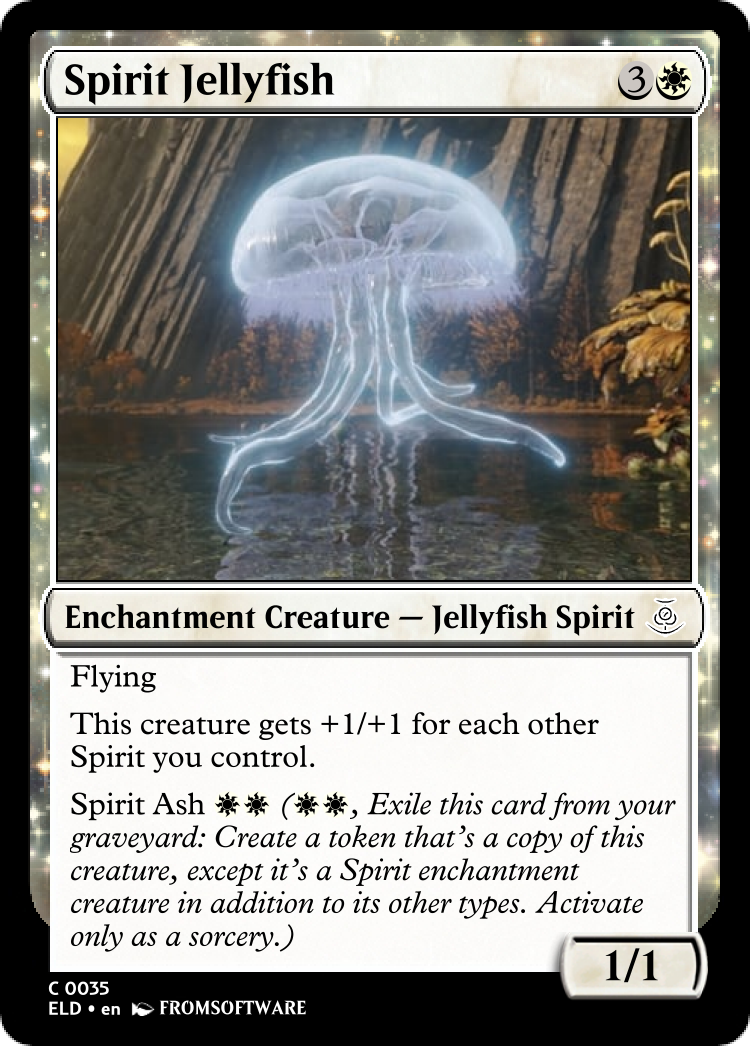 Spirit Jellyfish 3
Enchantment Creature — Jellyfish Spirit
Flying
This creature gets +1/+1 for each other
Spirit you control.
Spirit Ash (, Exile this card from your
graveyard: Create a token that's a copy of this
creature, except it's a Spirit enchantment
creature in addition to its other types. Activate
only as a sorcery.)
1/1
C 0035
ELD • en FROMSOFTWARE